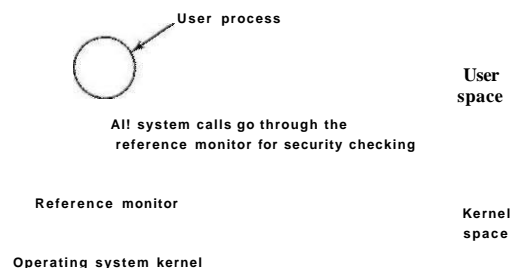 User process
User
space
Al! system calls go through the
reference monitor for security checking
Reference monitor
Kernel
space
Operating system kernel